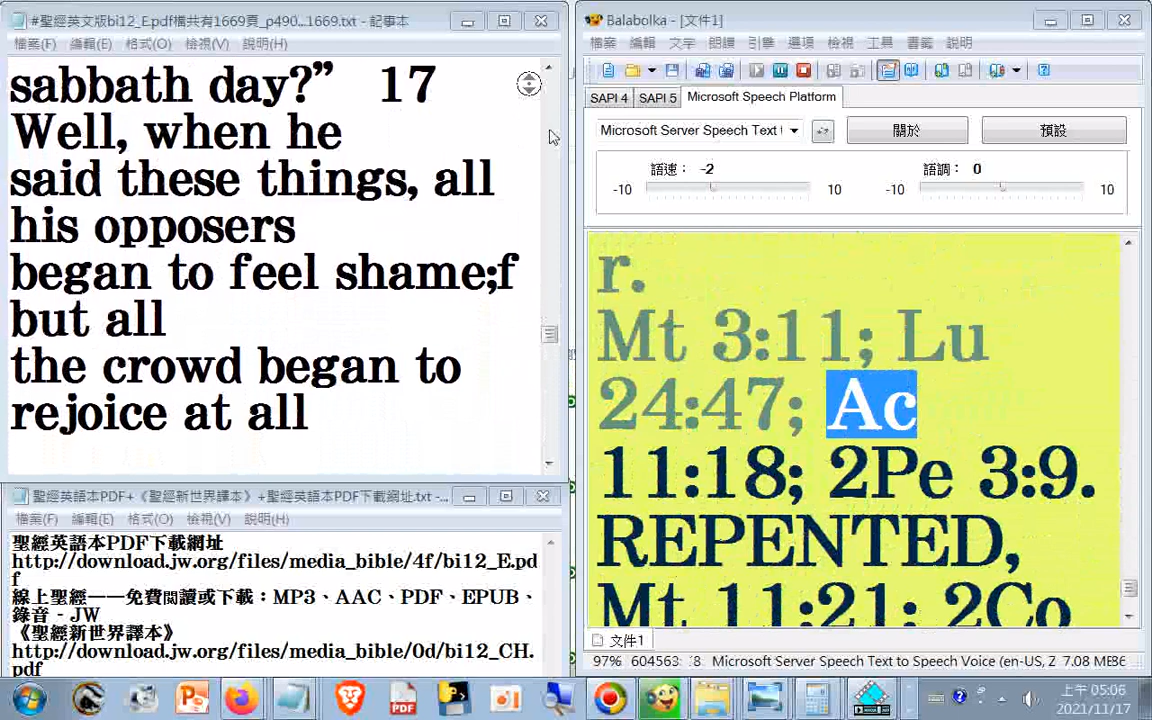 #聖經英文版bi12_E.pdf檔共有1669頁_p490...1669.txt - 記事本
檔案(F) 編輯(E) 格式(O) 檢視(V) 說明(H)
sabbath day?” 17
Well, when he
said these things, all
his opposers
began to feel shame;f
but all
the crowd began to
rejoice at all
聖經英語本PDF+《聖經新世界譯本》+聖經英語本PDF下載網址.txt - ...
檔案(F) 編輯(E) 格式(O) 檢視(V) 說明(H)
聖經英語本PDF下載網址
http://download.jw.org/files/media_bible/4f/bi12_E.pd
f
線上聖經——免費閱讀或下載：MP3、AAC、PDF、EPUB、
錄音 - JW
《聖經新世界譯本》
http://download.jw.org/files/media_bible/0d/bi12_CH.
pdf
Balabolka - [文件1]
檔案 編輯 文字 朗讀 引擎 選項 檢視 工具 書籤 說明
SAPI 4 SAPI 5 Microsoft Speech Platform
Microsoft Server Speech Text 關於 預設
語速： -2 語調： 0
-10 10 -10 10
r.
Mt 3:11; Lu
24:47; Ac
11:18; 2Pe 3:9.
REPENTED,
Mt 11:21; 2Co
文件1
97% Microsoft Server Speech Text to Speech Voice (en-US, Z 7.08 MB
上午 05:06
2021/11/17